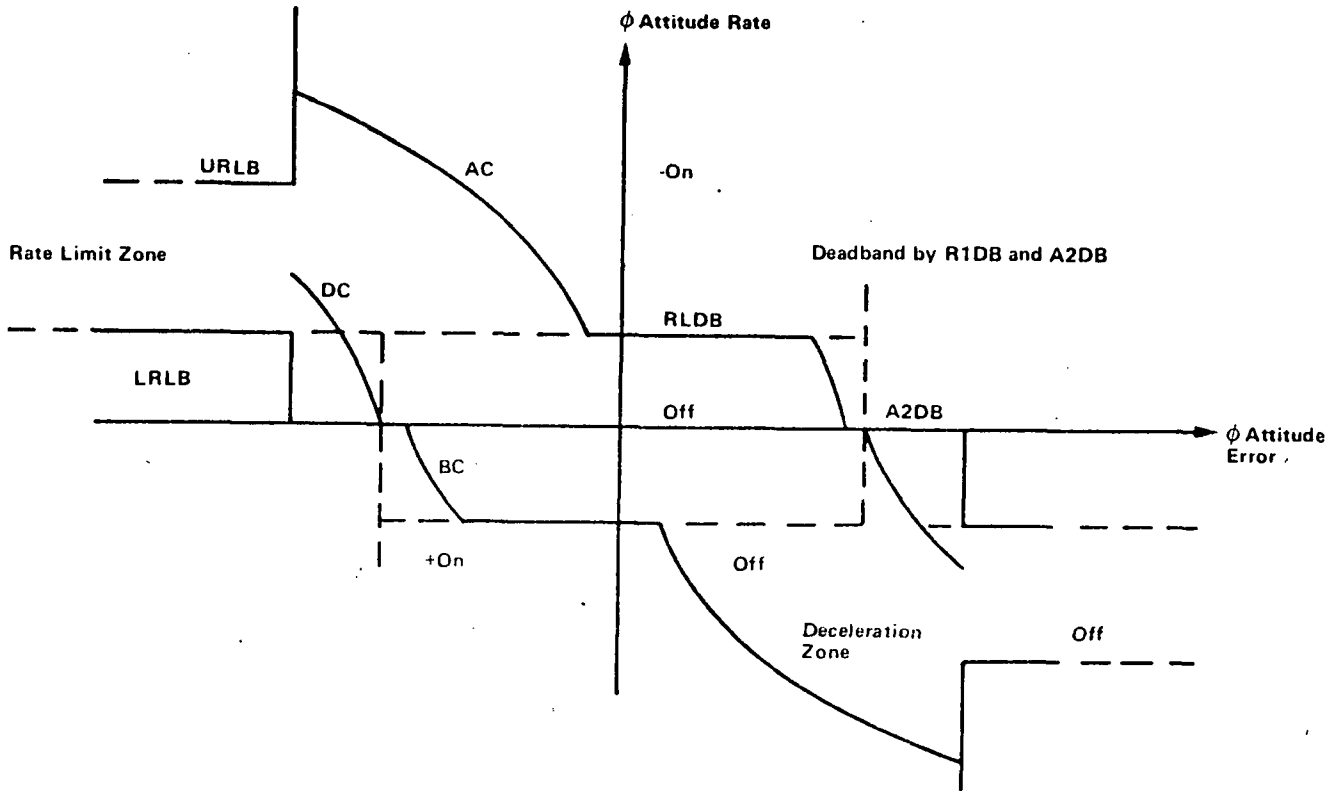 ϕ Attitude Rate
URLB
AC
-On
Rate Limit Zone
Deadband by R1DB and A2DB
DC
RLDB
LRLB
Off
A2DB
ϕ Attitude
Error
BC
+On
Off
Deceleration
Zone
Off